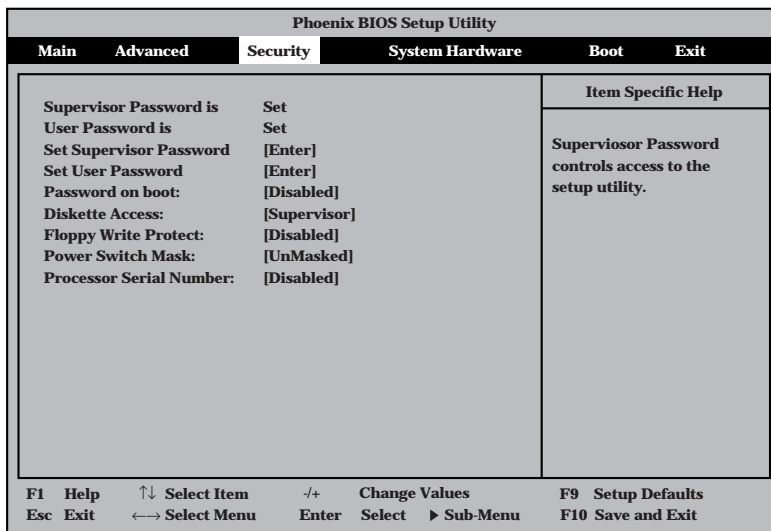 Phoenix BIOS Setup Utility
Main Advanced Security System Hardware Boot Exit
Supervisor Password is Set
User Password is Set
Set Supervisor Password [Enter]
Set User Password [Enter]
Password on boot: [Disabled]
Diskette Access: [Supervisor]
Floppy Write Protect: [Disabled]
Power Switch Mask: [UnMasked]
Processor Serial Number: [Disabled]
Item Specific Help
Superviosor Password
controls access to the
setup utility.
F1 Help ↑↓ Select Item -/+ Change Values F9 Setup Defaults
Esc Exit ←→ Select Menu Enter Select ▶ Sub-Menu F10 Save and Exit